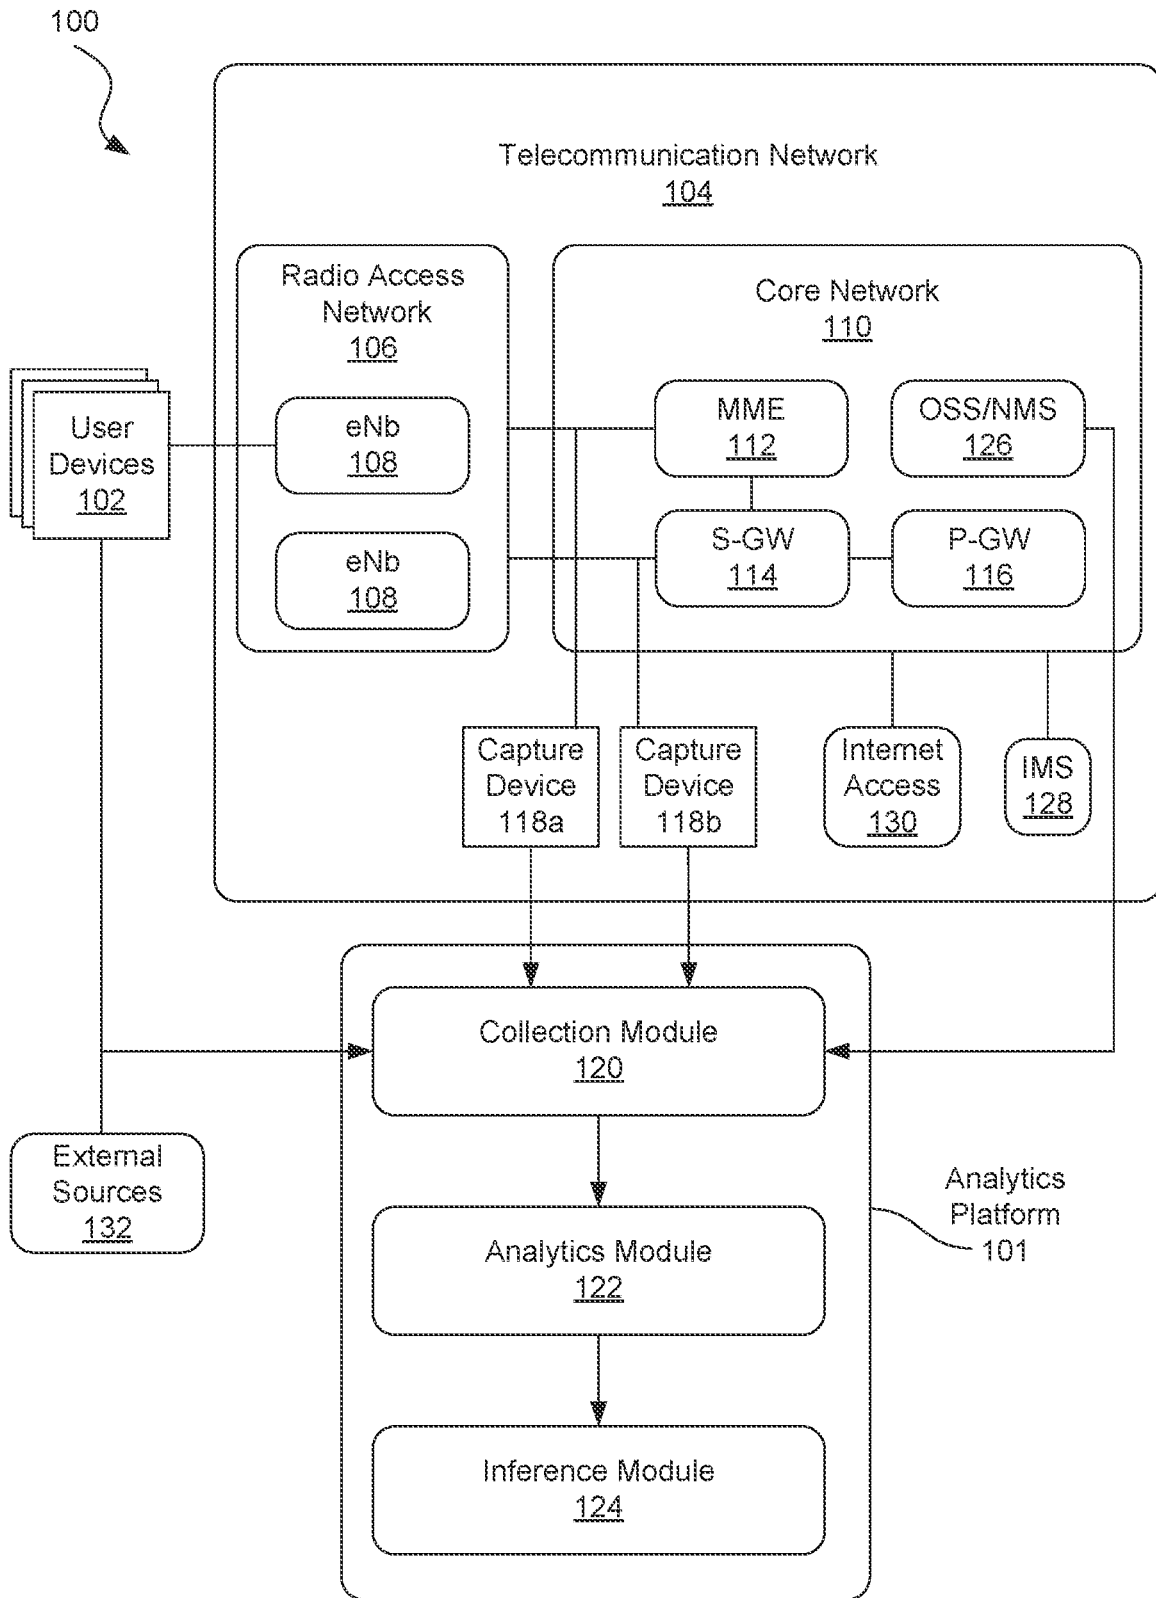 100
Telecommunication Network
104
Radio Access
Network
106
eNb
108
eNb
108
Core Network
110
MME
112
OSS/NMS
126
S-GW
114
P-GW
116
User
Devices
102
Capture
Device
118a
Capture
Device
118b
Internet
Access
130
IMS
128
Collection Module
120
External
Sources
132
Analytics Module
122
Analytics
Platform
101
Inference Module
124